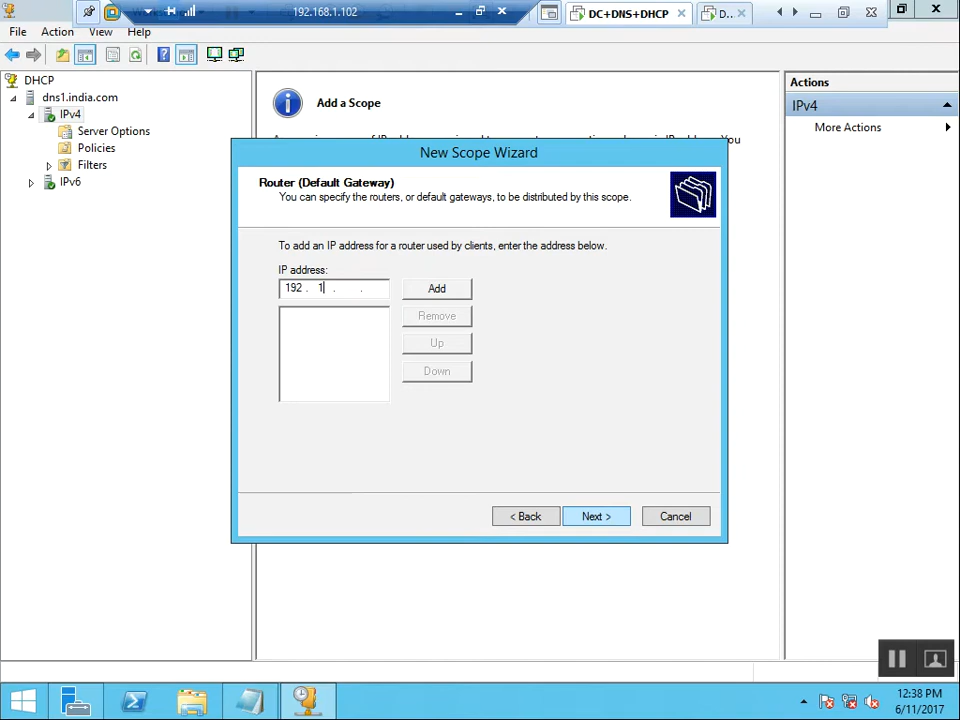 192.168.1.102
DC+DNS+DHCP
D..
File Action View Help
DHCP
dns1.india.com
IPv4
Server Options
Policies
Filters
IPv6
Add a Scope
You
New Scope Wizard
Router (Default Gateway)
You can specify the routers, or default gateways, to be distributed by this scope.
To add an IP address for a router used by clients, enter the address below.
IP address:
192 . 1 . .
Add
Remove
Up
Down
< Back
Next >
Cancel
Actions
IPv4
More Actions
12:38 PM
6/11/2017